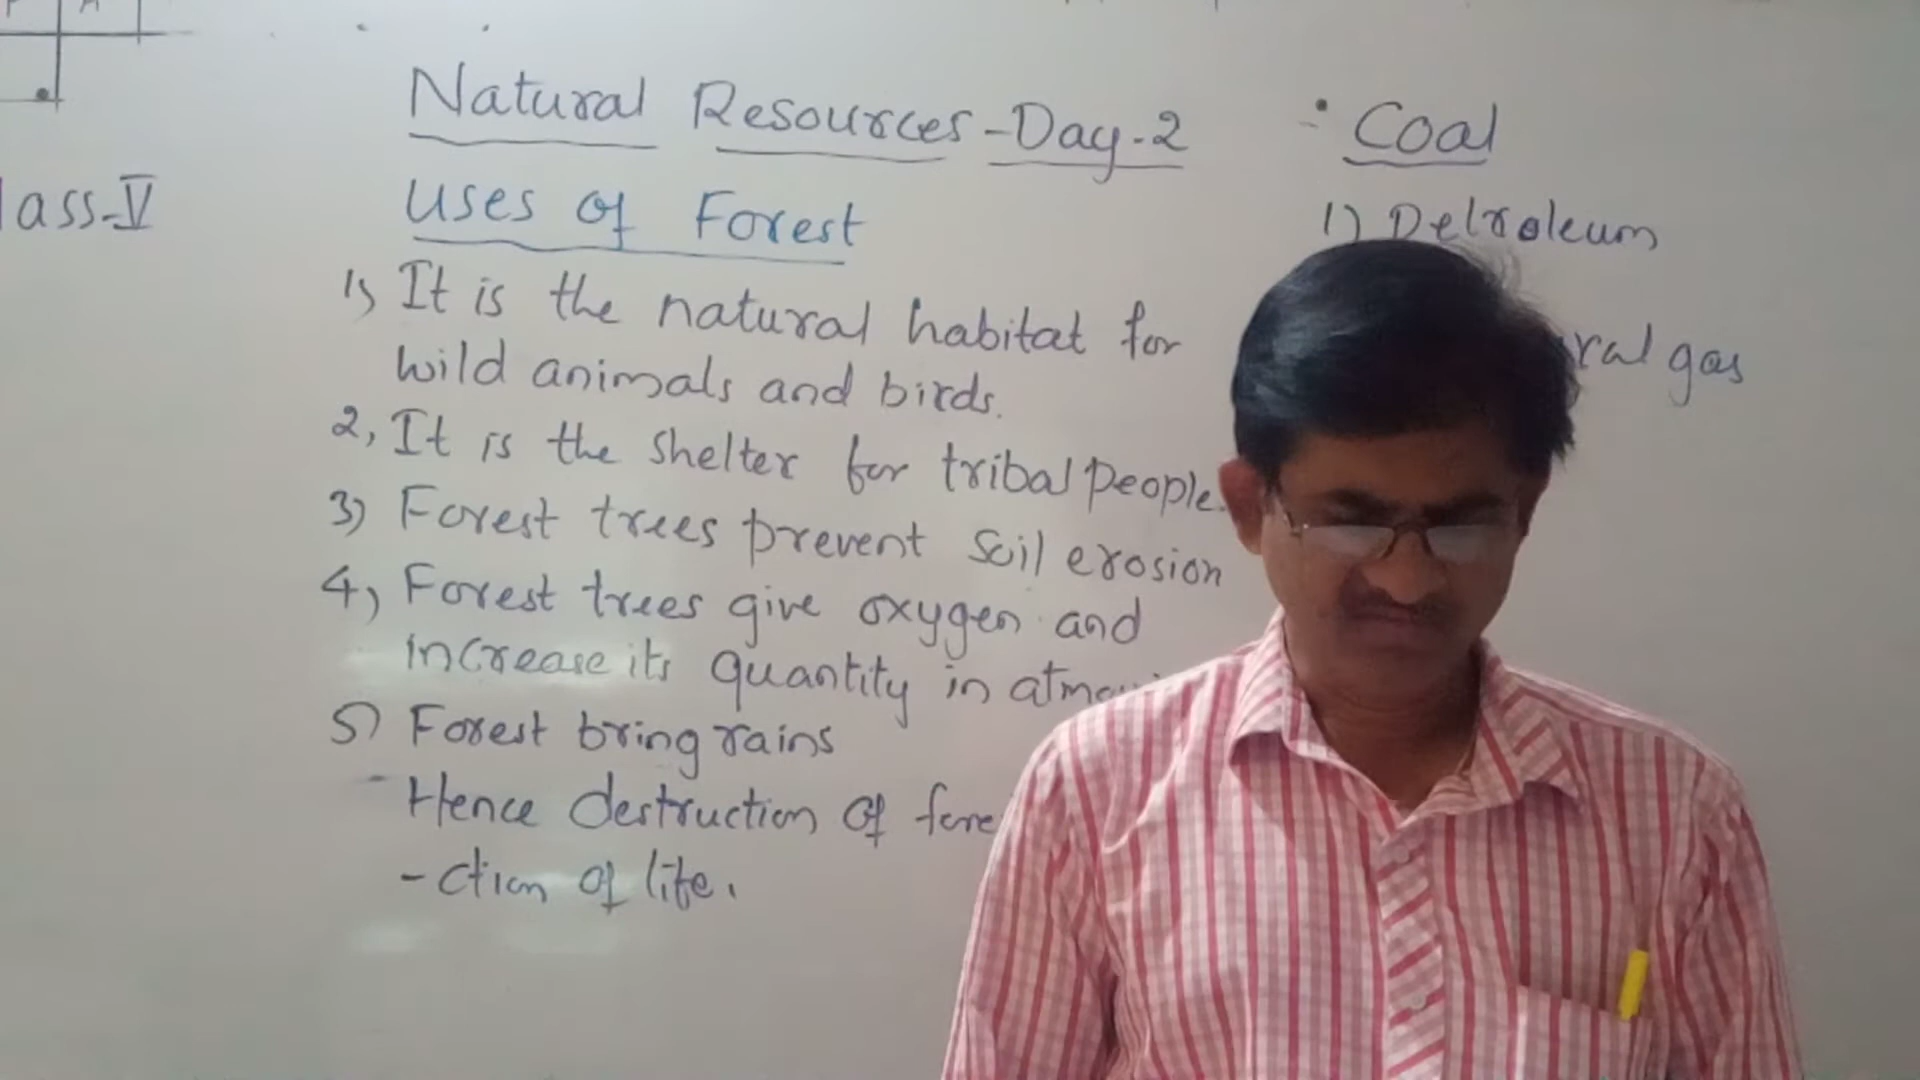 Natural Resources-Day-2
Uses of Forest
1) It is the natural habitat for
wild animals and birds.
2, It is the shelter for tribal people.
3) Forest trees prevent soil erosion
4, Forest trees give oxygen and
increase its quantity in
5) Forest bring rains
Hence destruction of
-ction of life.
Class-V
Coal
1) Petroleum
gas